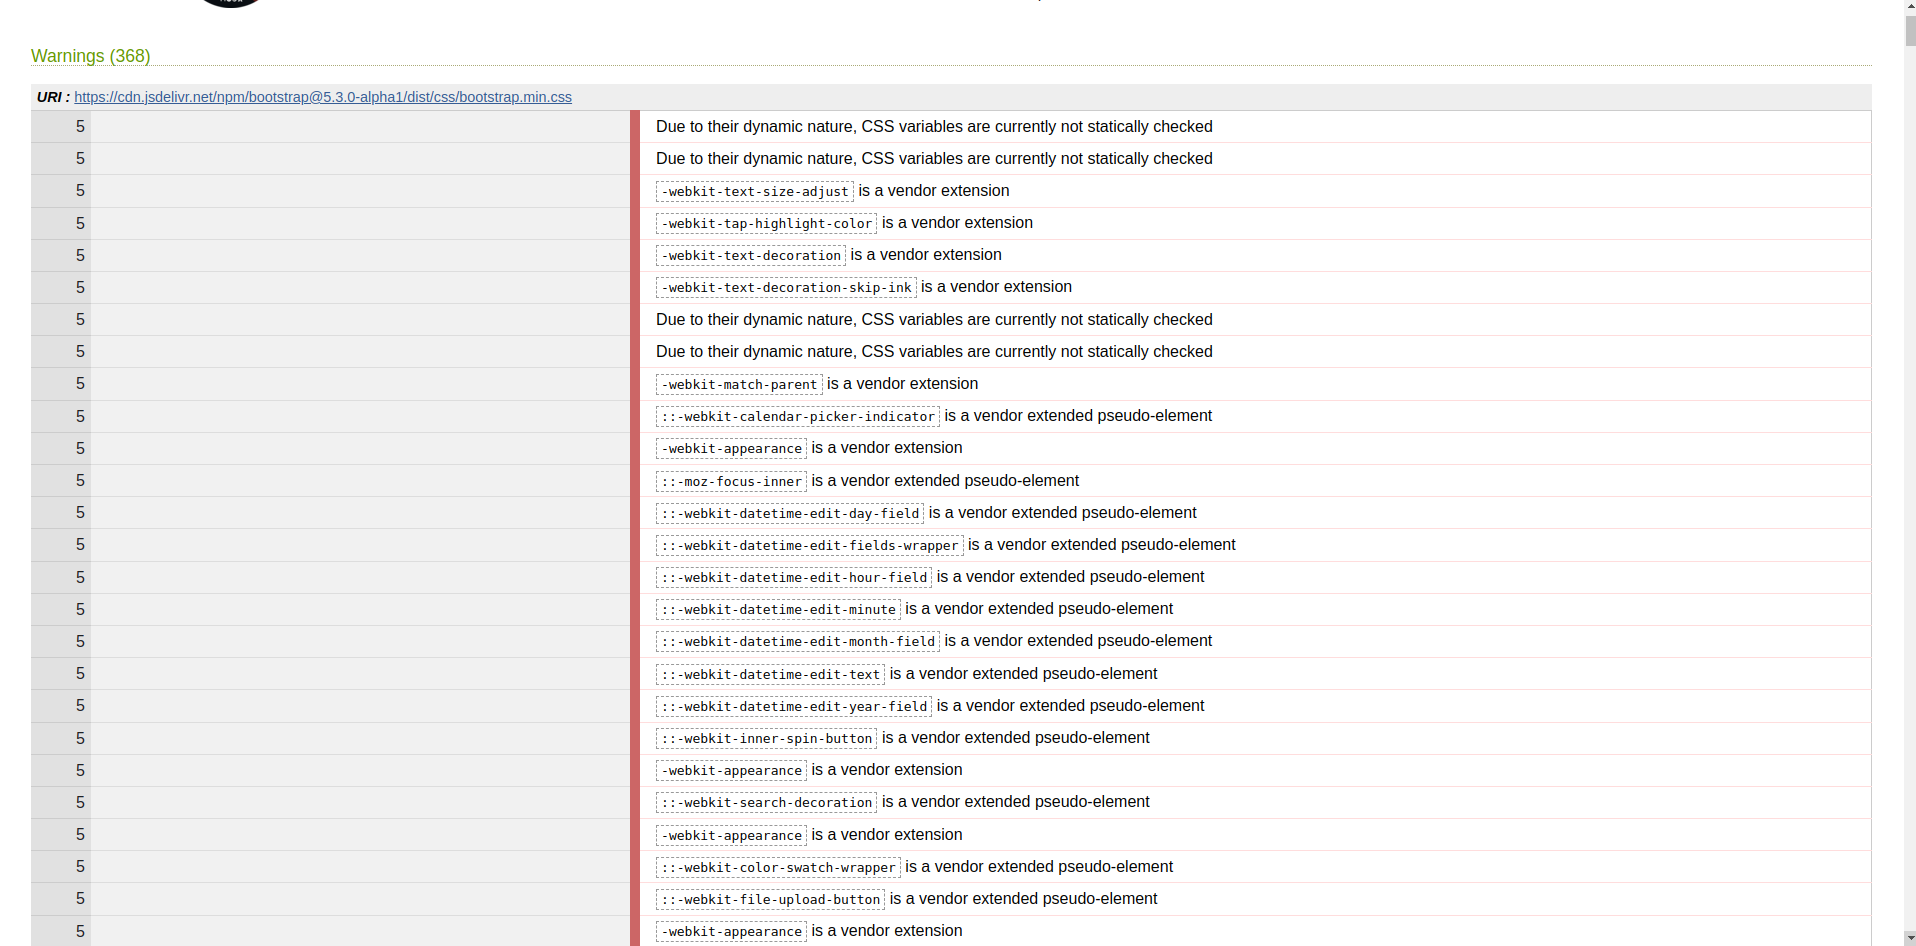 Warnings (368)
URI : https://cdn.jsdelivr.net/npm/bootstrap@5.3.0-alpha1/dist/css/bootstrap.min.css
5 Due to their dynamic nature, CSS variables are currently not statically checked
5 Due to their dynamic nature, CSS variables are currently not statically checked
5 -webkit-text-size-adjust is a vendor extension
5 -webkit-tap-highlight-color is a vendor extension
5 -webkit-text-decoration is a vendor extension
5 -webkit-text-decoration-skip-ink is a vendor extension
5 Due to their dynamic nature, CSS variables are currently not statically checked
5 Due to their dynamic nature, CSS variables are currently not statically checked
5 -webkit-match-parent is a vendor extension
5 ::-webkit-calendar-picker-indicator is a vendor extended pseudo-element
5 -webkit-appearance is a vendor extension
5 ::-moz-focus-inner is a vendor extended pseudo-element
5 ::-webkit-datetime-edit-day-field is a vendor extended pseudo-element
5 ::-webkit-datetime-edit-fields-wrapper is a vendor extended pseudo-element
5 ::-webkit-datetime-edit-hour-field is a vendor extended pseudo-element
5 ::-webkit-datetime-edit-minute is a vendor extended pseudo-element
5 ::-webkit-datetime-edit-month-field is a vendor extended pseudo-element
5 ::-webkit-datetime-edit-text is a vendor extended pseudo-element
5 ::-webkit-datetime-edit-year-field is a vendor extended pseudo-element
5 ::-webkit-inner-spin-button is a vendor extended pseudo-element
5 -webkit-appearance is a vendor extension
5 ::-webkit-search-decoration is a vendor extended pseudo-element
5 -webkit-appearance is a vendor extension
5 ::-webkit-color-swatch-wrapper is a vendor extended pseudo-element
5 ::-webkit-file-upload-button is a vendor extended pseudo-element
5 -webkit-appearance is a vendor extension